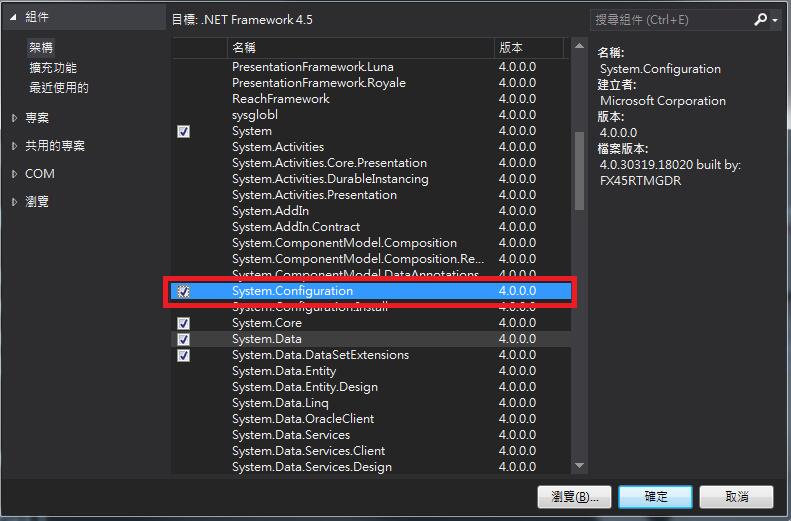 組件
架構
擴充功能
最近使用的
專案
共用的專案
COM
瀏覽
目標: .NET Framework 4.5
搜尋組件 (Ctrl+E)
名稱 版本
PresentationFramework.Luna 4.0.0.0
PresentationFramework.Royale 4.0.0.0
ReachFramework 4.0.0.0
sysglobl 4.0.0.0
System 4.0.0.0
System.Activities 4.0.0.0
System.Activities.Core.Presentation 4.0.0.0
System.Activities.DurableInstancing 4.0.0.0
System.Activities.Presentation 4.0.0.0
System.AddIn 4.0.0.0
System.AddIn.Contract 4.0.0.0
System.ComponentModel.Composition 4.0.0.0
System.ComponentModel.Composition.Re... 4.0.0.0
System.ComponentModel.DataAnnotations 4.0.0.0
System.Configuration 4.0.0.0
System.Configuration.Install 4.0.0.0
System.Core 4.0.0.0
System.Data 4.0.0.0
System.Data.DataSetExtensions 4.0.0.0
System.Data.Entity 4.0.0.0
System.Data.Entity.Design 4.0.0.0
System.Data.Linq 4.0.0.0
System.Data.OracleClient 4.0.0.0
System.Data.Services 4.0.0.0
System.Data.Services.Client 4.0.0.0
System.Data.Services.Design 4.0.0.0
名稱:
System.Configuration
建立者:
Microsoft Corporation
版本:
4.0.0.0
檔案版本:
4.0.30319.18020 built by:
FX45RTMGDR
瀏覽(B)... 確定 取消